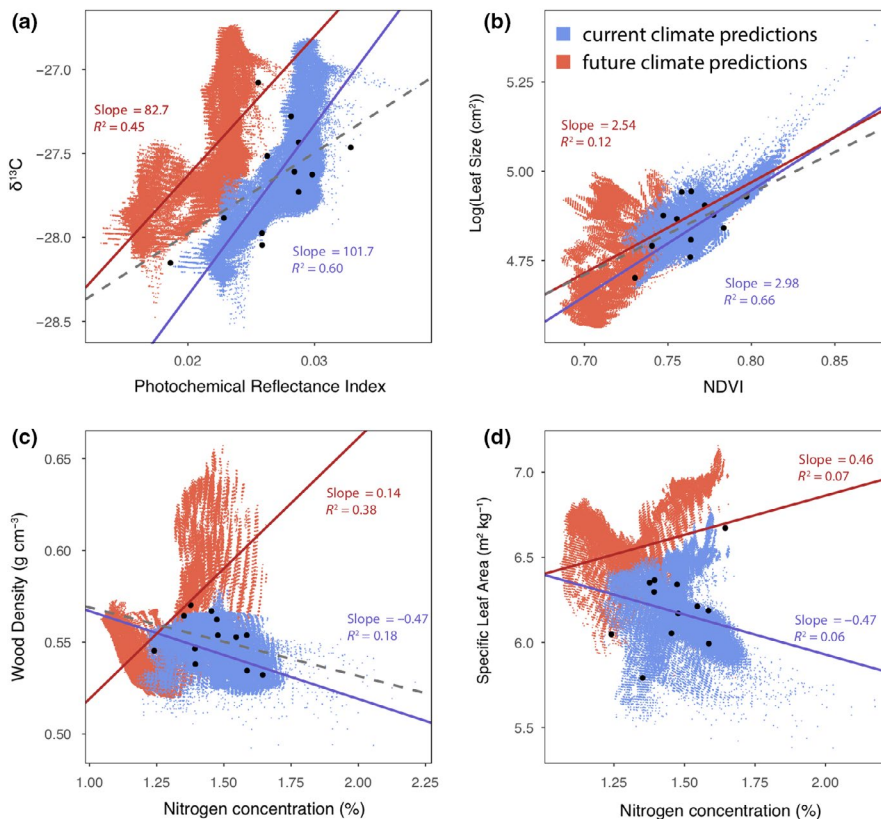 (a)
−27.0
−27.5
−28.0
−28.5
δ¹³C
Slope = 82.7
R² = 0.45
Slope = 101.7
R² = 0.60
0.02 0.03
Photochemical Reflectance Index
(b)
current climate predictions
future climate predictions
5.25
5.00
4.75
Log(Leaf Size (cm²))
Slope = 2.54
R² = 0.12
Slope = 2.98
R² = 0.66
0.70 0.75 0.80 0.85
NDVI
(c)
0.65
0.60
0.55
0.50
Wood Density (g cm⁻³)
Slope = 0.14
R² = 0.38
Slope = −0.47
R² = 0.18
1.00 1.25 1.50 1.75 2.00 2.25
Nitrogen concentration (%)
(d)
7.0
6.5
6.0
5.5
Specific Leaf Area (m² kg⁻¹)
Slope = 0.46
R² = 0.07
Slope = −0.47
R² = 0.06
1.25 1.50 1.75 2.00
Nitrogen concentration (%)